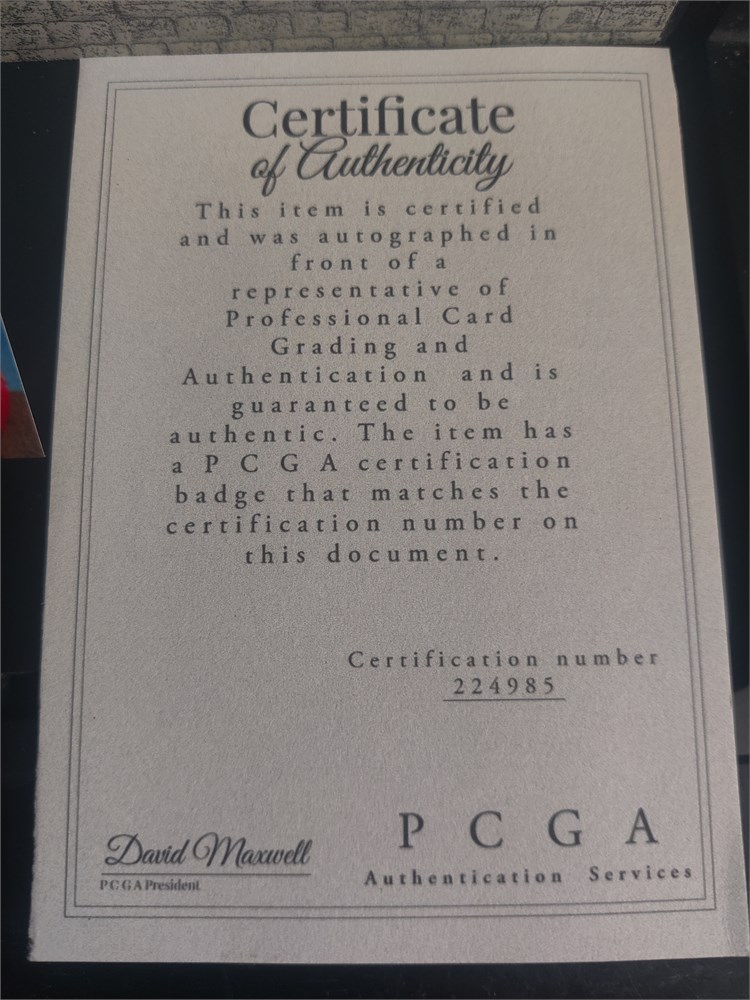 Certificate
of Authenticity
This item is certified
and was autographed in
front of a
representative of
Professional Card
Grading and
Authentication and is
guaranteed to be
authentic. The item has
a P C G A certification
badge that matches the
certification number on
this document.
Certification number
224985
David Maxwell
P C G A President
P C G A
Authentication Services